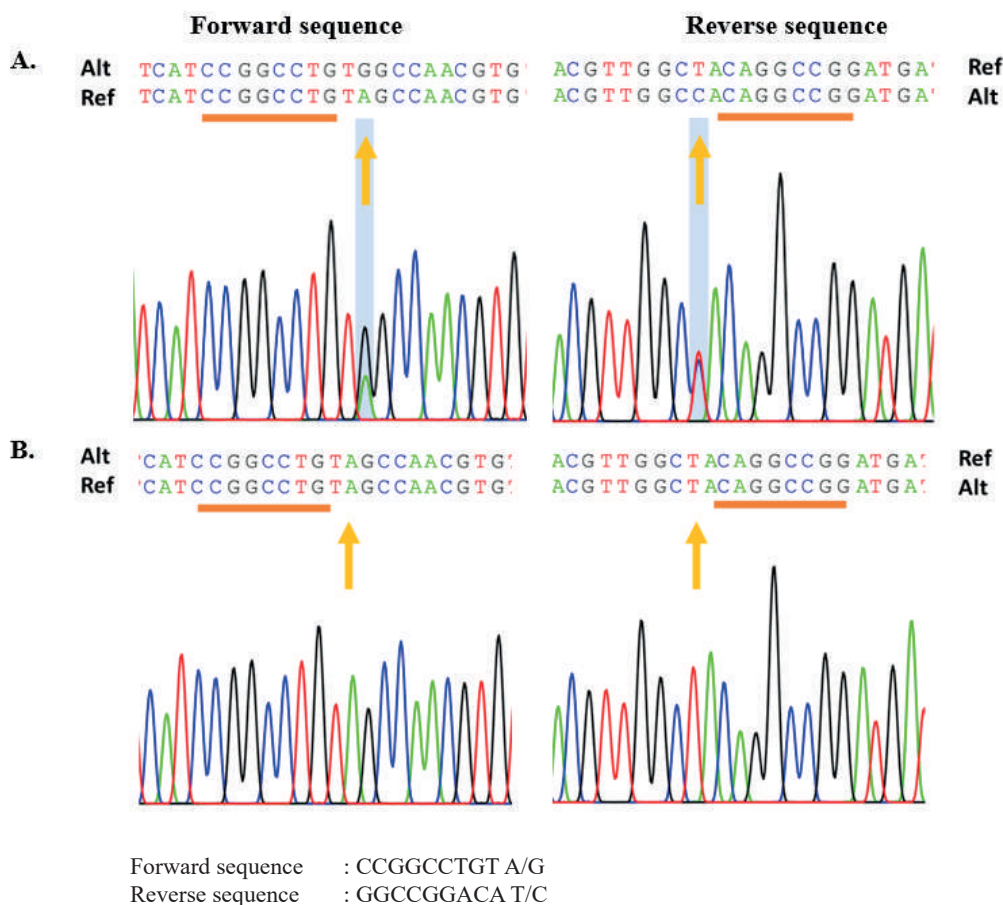 Forward sequence Reverse sequence
A.
Alt TCATCCGGCCTGTGGCCAACGTG ACGTTGGCTACAGGCCGGATGA Ref
Ref TCATCCGGCCTGTAGCCAACGTG ACGTTGGCCACAGGCCGGATGA Alt
B.
Alt CATCCGGCCTGTAGCCAACGTG ACGTTGGCTACAGGCCGGATGA Ref
Ref CATCCGGCCTGTAGCCAACGTG ACGTTGGCTACAGGCCGGATGA Alt
Forward sequence : CCGGCCTGT A/G
Reverse sequence : GGCCGGACA T/C